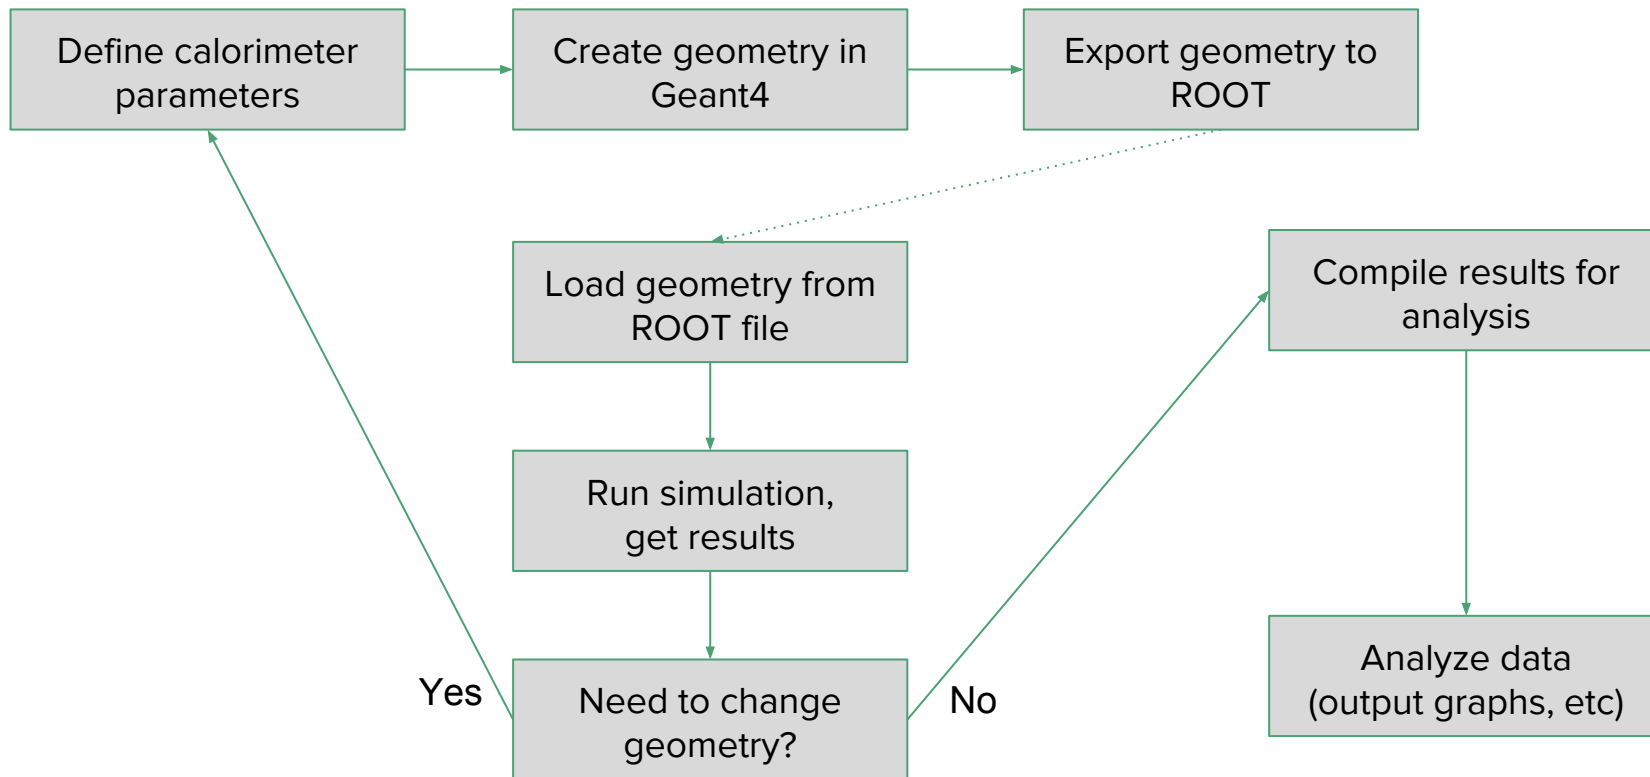 Define calorimeter
parameters
Create geometry in
Geant4
Export geometry to
ROOT
Load geometry from
ROOT file
Compile results for
analysis
Run simulation,
get results
Yes
Need to change
geometry?
No
Analyze data
(output graphs, etc)